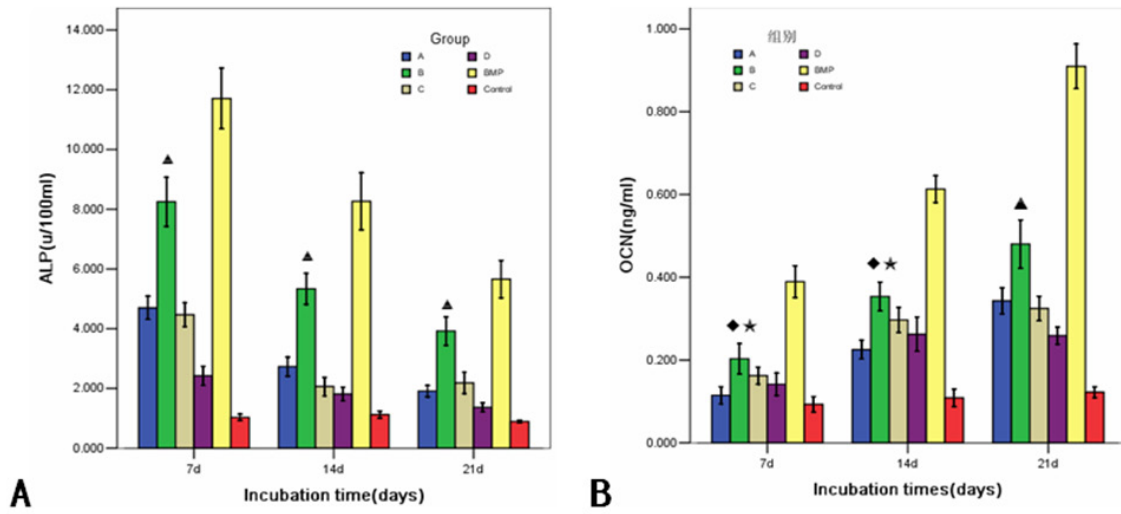 14.000
12.000
10.000
8.000
6.000
4.000
2.000
0.000
ALP(u/100ml)
Group
A D
B BMP
C Control
7d 14d 21d
Incubation time(days)
A
1.000
0.800
0.600
0.400
0.200
0.000
OCN(ng/ml)
组别
A D
B BMP
C Control
7d 14d 21d
Incubation times(days)
B